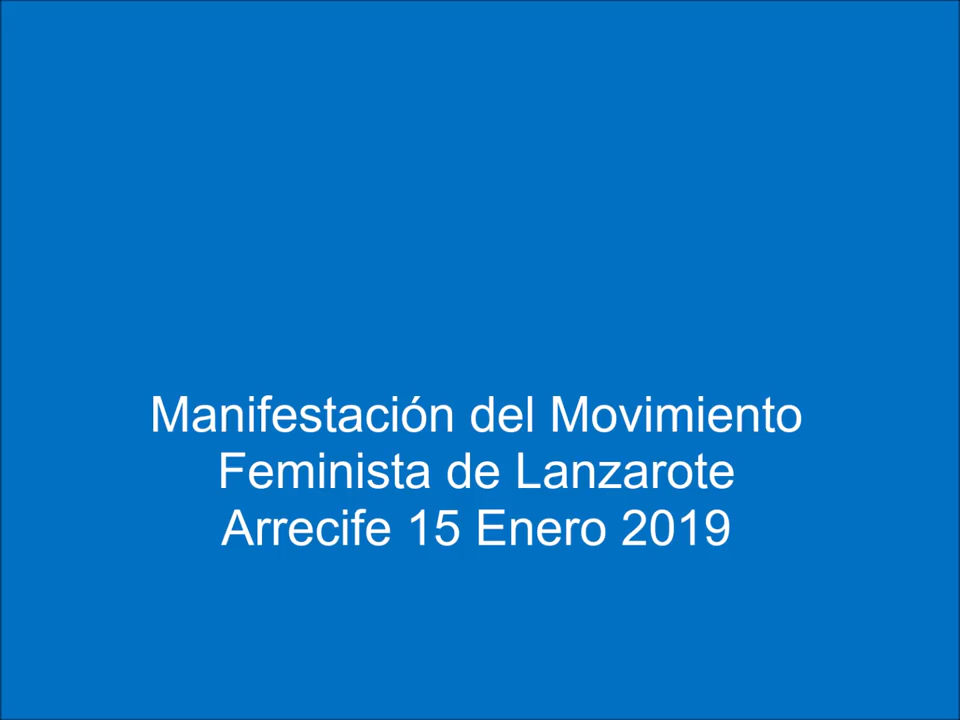 Manifestación del Movimiento
Feminista de Lanzarote
Arrecife 15 Enero 2019